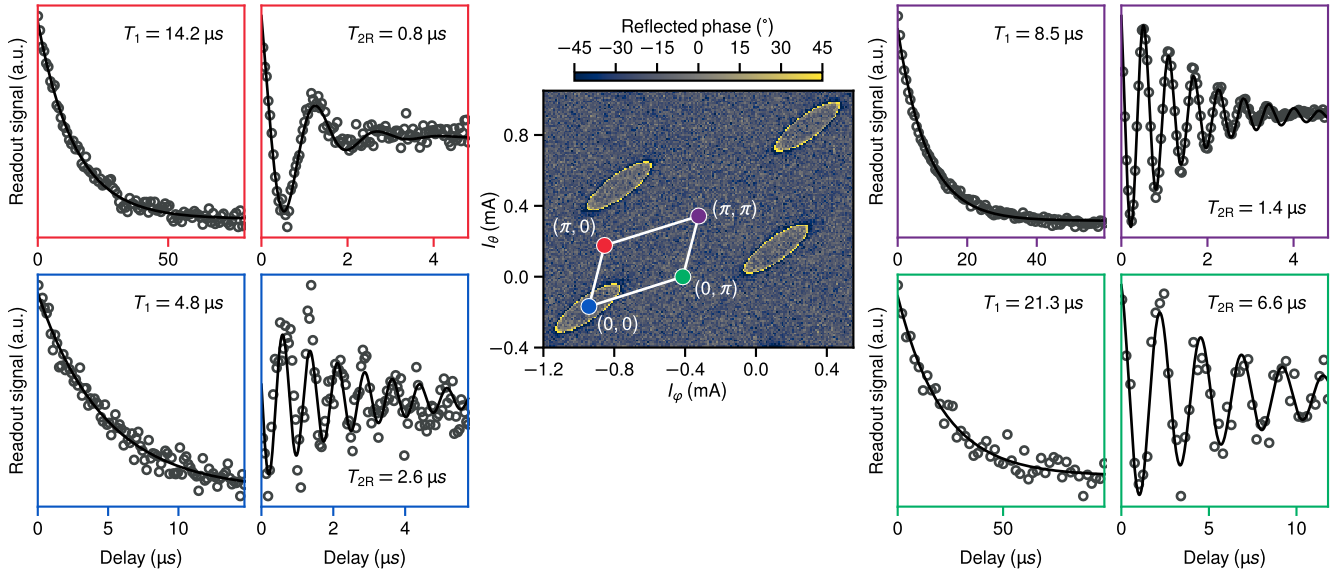 Readout signal (a.u.)
T₁ = 14.2 μs
0
50
T₂R = 0.8 μs
0
2
4
Readout signal (a.u.)
T₁ = 4.8 μs
0
5
10
Delay (μs)
T₂R = 2.6 μs
0
2
4
Delay (μs)
Reflected phase (°)
−45 −30 −15 0 15 30 45
I_θ (mA)
0.8
0.4
0.0
−0.4
(π, 0)
(π, π)
(0, π)
(0, 0)
−1.2 −0.8 −0.4 0.0 0.4
I_φ (mA)
Readout signal (a.u.)
T₁ = 8.5 μs
0
20
40
T₂R = 1.4 μs
0
2
4
Readout signal (a.u.)
T₁ = 21.3 μs
0
50
Delay (μs)
T₂R = 6.6 μs
0
5
10
Delay (μs)